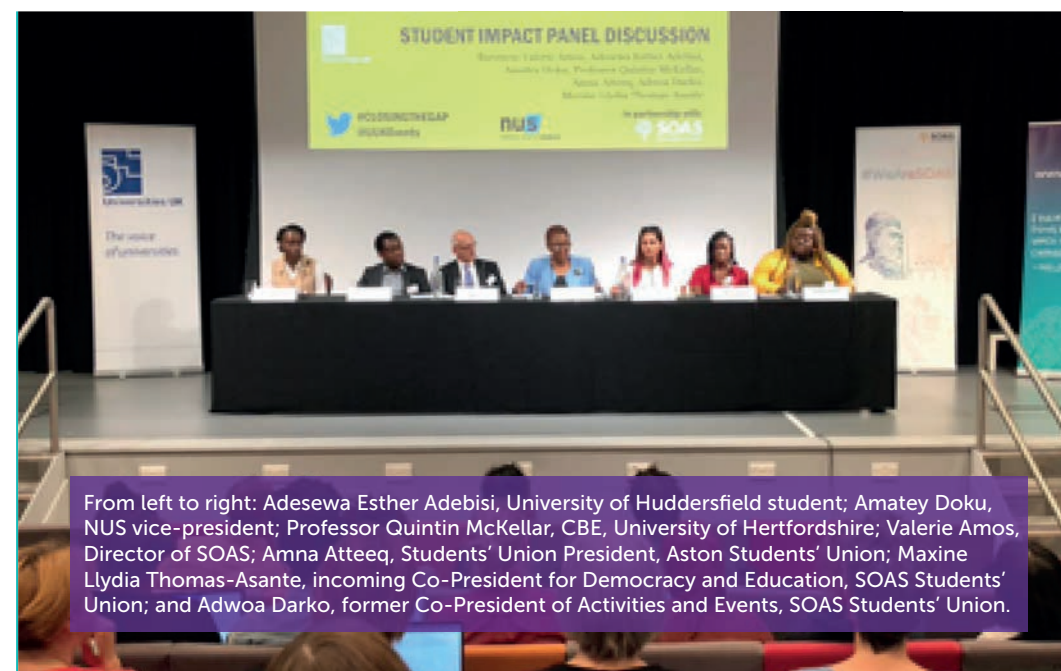 STUDENT IMPACT PANEL DISCUSSION
#CLOSINGTHEGAP
@UUKEvents
nus
In partnership with
SOAS
Universities UK
The voice
of universities
SOAS
#WeAreSOAS
From left to right: Adesewa Esther Adebisi, University of Huddersfield student; Amatey Doku,
NUS vice-president; Professor Quintin McKellar, CBE, University of Hertfordshire; Valerie Amos,
Director of SOAS; Amna Atteeq, Students’ Union President, Aston Students’ Union; Maxine
Llydia Thomas-Asante, incoming Co-President for Democracy and Education, SOAS Students’
Union; and Adwoa Darko, former Co-President of Activities and Events, SOAS Students’ Union.